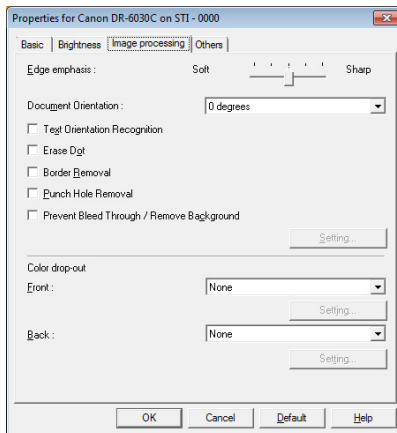 Properties for Canon DR-6030C on STI - 0000
Basic Brightness Image processing Others
Edge emphasis : Soft Sharp
Document Orientation : 0 degrees
Text Orientation Recognition
Erase Dot
Border Removal
Punch Hole Removal
Prevent Bleed Through / Remove Background
Setting...
Color drop-out
Front : None
Setting...
Back : None
Setting...
OK Cancel Default Help